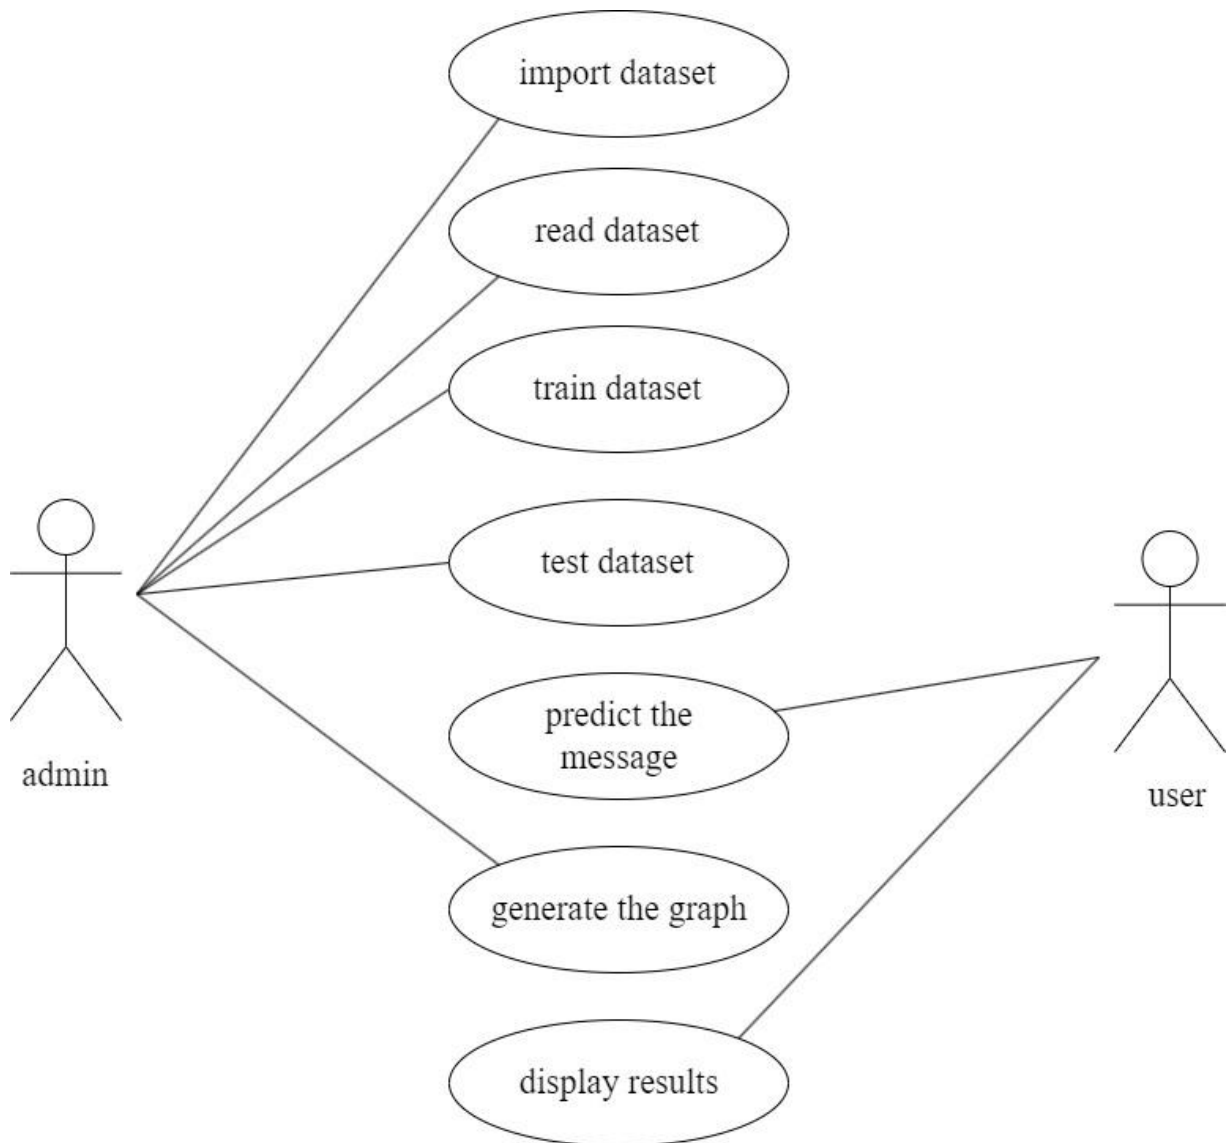 import dataset
read dataset
train dataset
test dataset
predict the
message
admin
user
generate the graph
display results